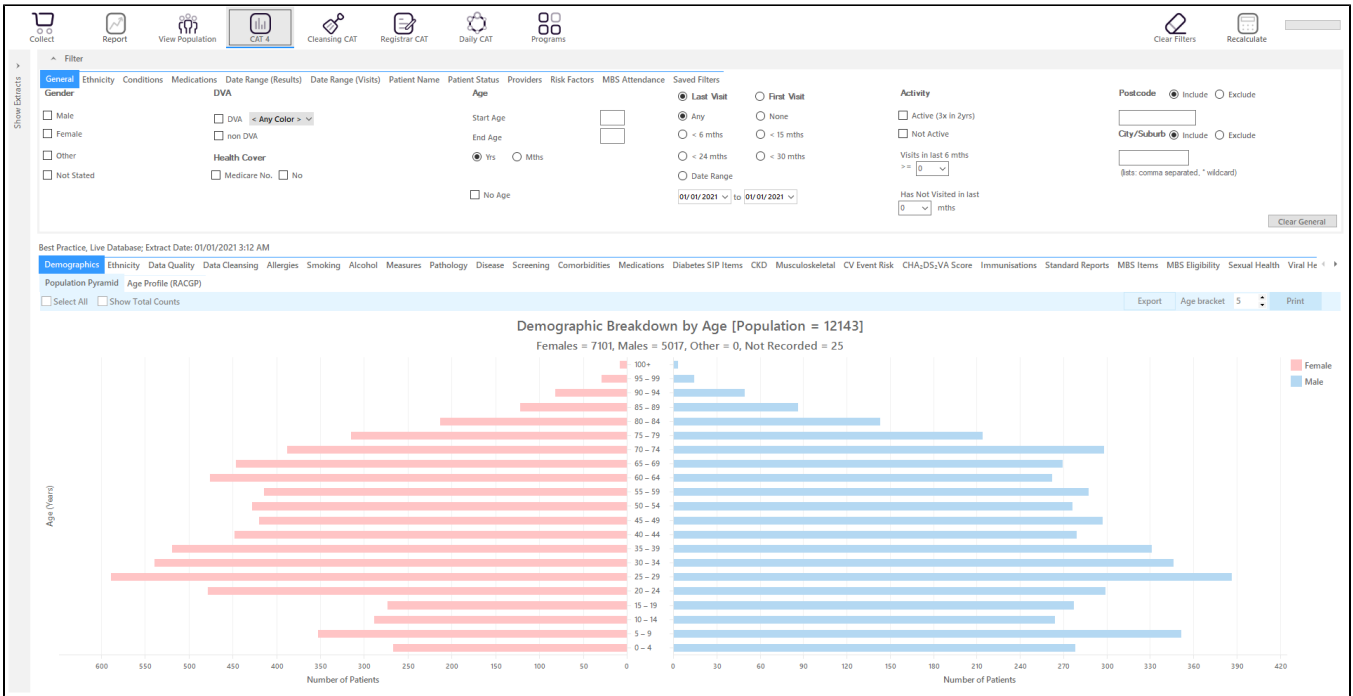 Collect Report View Population CAT 4 Cleansing CAT Registrar CAT Daily CAT Programs Clear Filters Recalculate
Show Extracts
Filter
General Ethnicity Conditions Medications Date Range (Results) Date Range (Visits) Patient Name Patient Status Providers Risk Factors MBS Attendance Saved Filters
Gender DVA Age Last Visit First Visit Activity Postcode Include Exclude
Male DVA < Any Color > Start Age Any None Active (3x in 2yrs)
Female non DVA End Age < 6 mths < 15 mths Not Active City/Suburb Include Exclude
Other Health Cover Yrs Mths < 24 mths < 30 mths Visits in last 6 mths
>= 0
Not Stated Medicare No. No Date Range (lists: comma separated, * wildcard)
No Age 01/01/2021 to 01/01/2021 Has Not Visited in last
0 mths
Clear General
Best Practice, Live Database; Extract Date: 01/01/2021 3:12 AM
Demographics Ethnicity Data Quality Data Cleansing Allergies Smoking Alcohol Measures Pathology Disease Screening Comorbidities Medications Diabetes SIP Items CKD Musculoskeletal CV Event Risk CHA₂DS₂VA Score Immunisations Standard Reports MBS Items MBS Eligibility Sexual Health Viral He
Population Pyramid Age Profile (RACGP)
Select All Show Total Counts Export Age bracket 5 Print
Demographic Breakdown by Age [Population = 12143]
Females = 7101, Males = 5017, Other = 0, Not Recorded = 25
Female
Male
Age (Years)
100+
95 – 99
90 – 94
85 – 89
80 – 84
75 – 79
70 – 74
65 – 69
60 – 64
55 – 59
50 – 54
45 – 49
40 – 44
35 – 39
30 – 34
25 – 29
20 – 24
15 – 19
10 – 14
5 – 9
0 – 4
600 550 500 450 400 350 300 250 200 150 100 50 0 0 30 60 90 120 150 180 210 240 270 300 330 360 390 420
Number of Patients Number of Patients